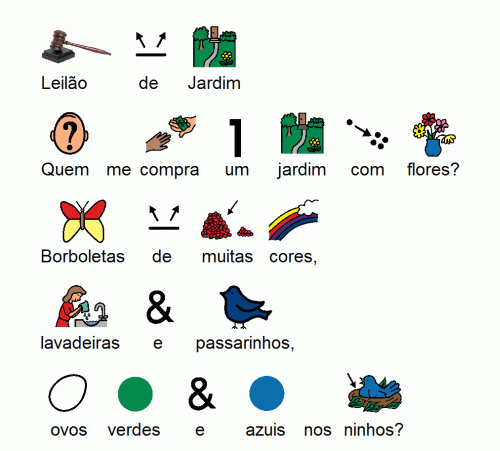 Leilão de Jardim
Quem me compra um jardim com flores?
Borboletas de muitas cores,
& 
lavadeiras e passarinhos,
&
ovos verdes e azuis nos ninhos?